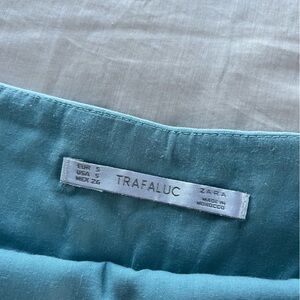 EUR S
USA S
MEX 26
TRAFALUC
ZARA
MADE IN
MOROCCO